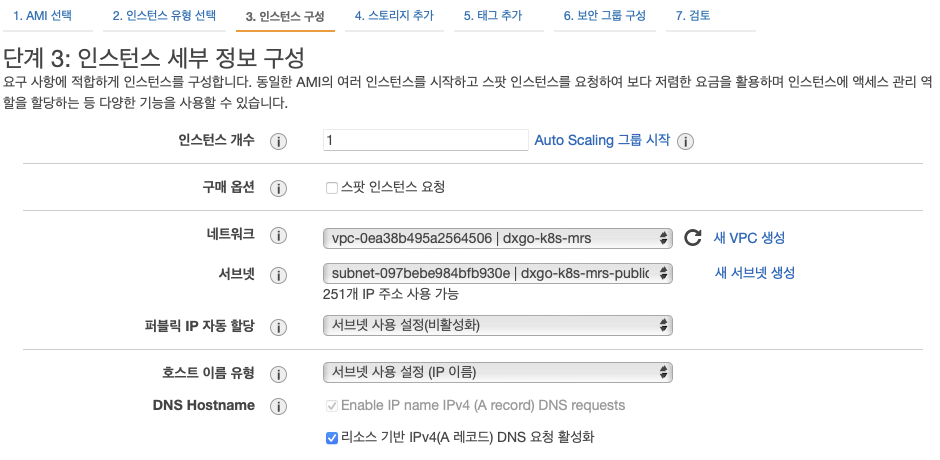 1. AMI 선택 2. 인스턴스 유형 선택 3. 인스턴스 구성 4. 스토리지 추가 5. 태그 추가 6. 보안 그룹 구성 7. 검토
단계 3: 인스턴스 세부 정보 구성
요구 사항에 적합하게 인스턴스를 구성합니다. 동일한 AMI의 여러 인스턴스를 시작하고 스팟 인스턴스를 요청하여 보다 저렴한 요금을 활용하며 인스턴스에 액세스 관리 역
할을 할당하는 등 다양한 기능을 사용할 수 있습니다.
인스턴스 개수 i 1 Auto Scaling 그룹 시작 i
구매 옵션 i 스팟 인스턴스 요청
네트워크 i vpc-0ea38b495a2564506 | dxgo-k8s-mrs 새 VPC 생성
서브넷 i subnet-097bebe984bfb930e | dxgo-k8s-mrs-public 새 서브넷 생성
251개 IP 주소 사용 가능
퍼블릭 IP 자동 할당 i 서브넷 사용 설정(비활성화)
호스트 이름 유형 i 서브넷 사용 설정 (IP 이름)
DNS Hostname i Enable IP name IPv4 (A record) DNS requests
리소스 기반 IPv4(A 레코드) DNS 요청 활성화